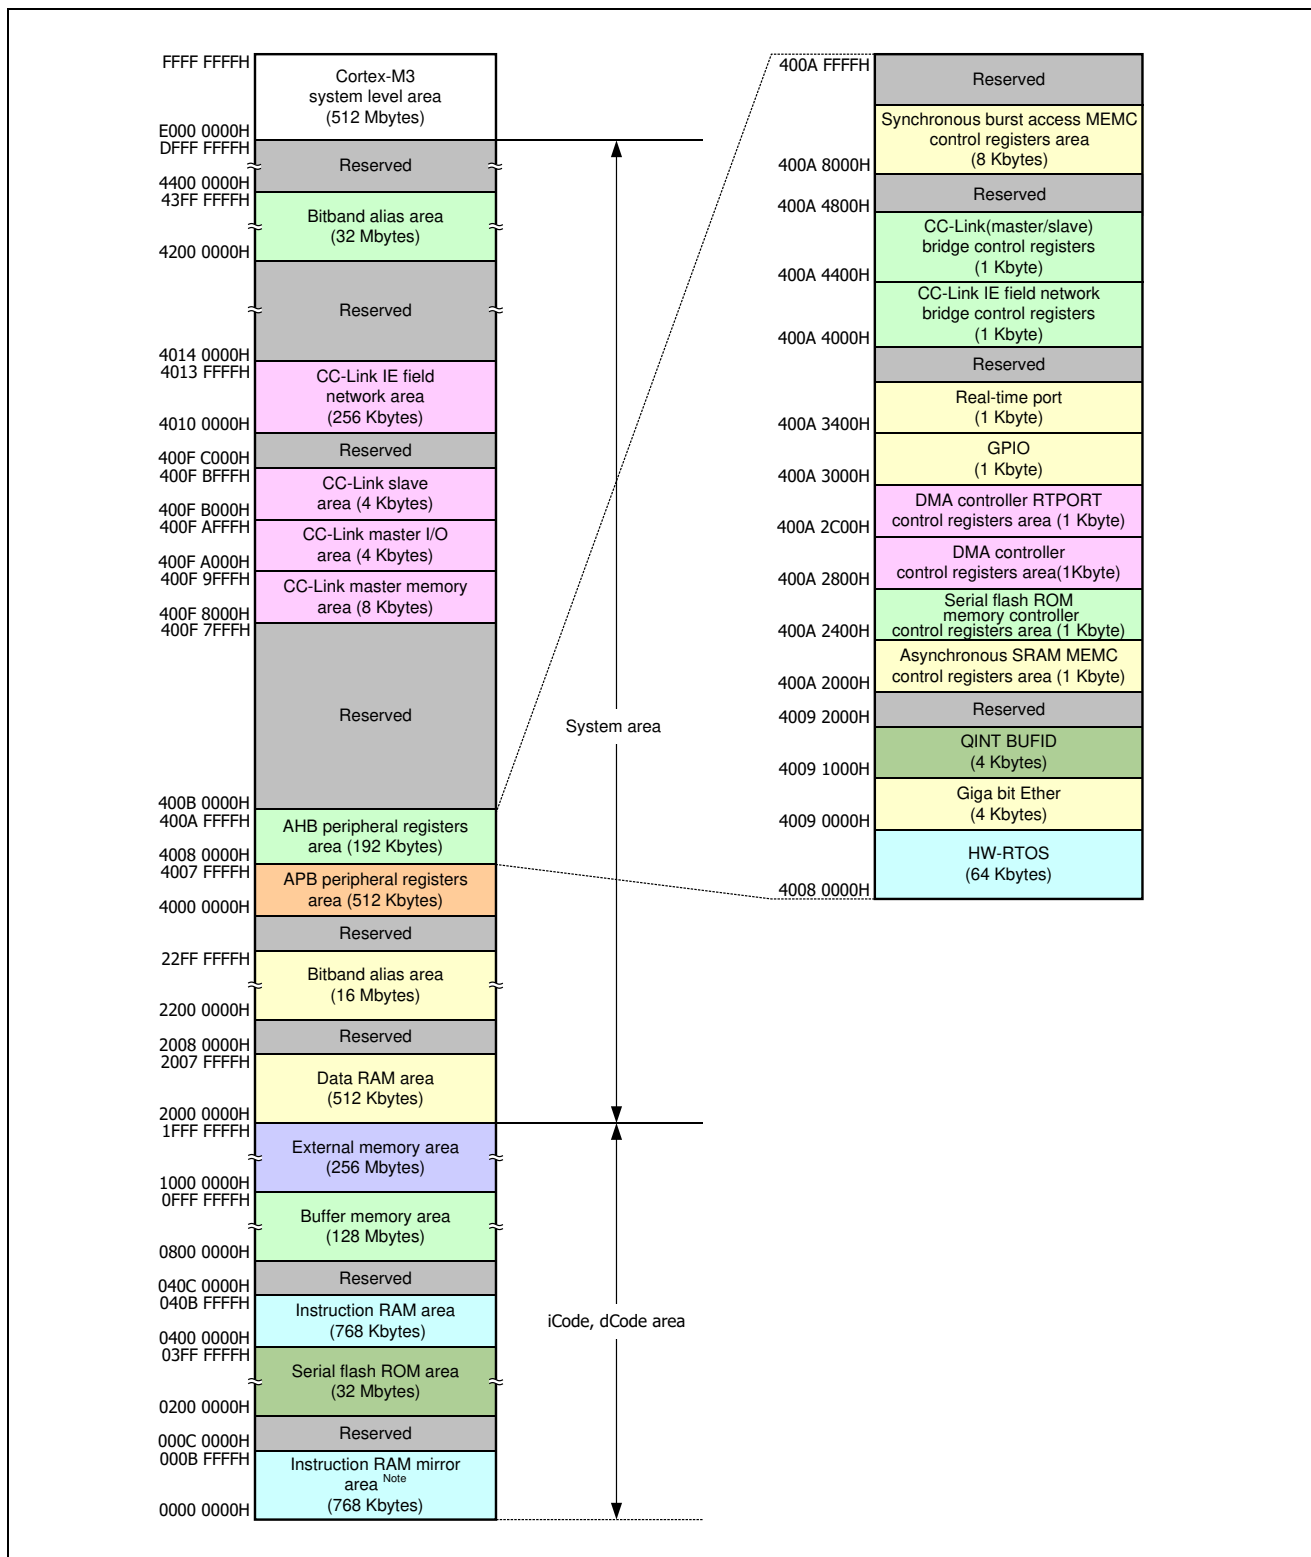 FFFF FFFFH
Cortex-M3
system level area
(512 Mbytes)
E000 0000H
DFFF FFFFH
Reserved
4400 0000H
43FF FFFFH
Bitband alias area
(32 Mbytes)
4200 0000H
Reserved
4014 0000H
4013 FFFFH
CC-Link IE field
network area
(256 Kbytes)
4010 0000H
Reserved
400F C000H
400F BFFFH
CC-Link slave
area (4 Kbytes)
400F B000H
400F AFFFH
CC-Link master I/O
area (4 Kbytes)
400F A000H
400F 9FFFH
CC-Link master memory
area (8 Kbytes)
400F 8000H
400F 7FFFH
Reserved
400B 0000H
400A FFFFH
AHB peripheral registers
area (192 Kbytes)
4008 0000H
4007 FFFFH
APB peripheral registers
area (512 Kbytes)
4000 0000H
Reserved
22FF FFFFH
Bitband alias area
(16 Mbytes)
2200 0000H
Reserved
2008 0000H
2007 FFFFH
Data RAM area
(512 Kbytes)
2000 0000H
1FFF FFFFH
External memory area
(256 Mbytes)
1000 0000H
0FFF FFFFH
Buffer memory area
(128 Mbytes)
0800 0000H
Reserved
040C 0000H
040B FFFFH
Instruction RAM area
(768 Kbytes)
0400 0000H
03FF FFFFH
Serial flash ROM area
(32 Mbytes)
0200 0000H
Reserved
000C 0000H
000B FFFFH
Instruction RAM mirror
area Note
(768 Kbytes)
0000 0000H
System area
iCode, dCode area
400A FFFFH
Reserved
Synchronous burst access MEMC
control registers area
(8 Kbytes)
400A 8000H
Reserved
400A 4800H
CC-Link(master/slave)
bridge control registers
(1 Kbyte)
400A 4400H
CC-Link IE field network
bridge control registers
(1 Kbyte)
400A 4000H
Reserved
Real-time port
(1 Kbyte)
400A 3400H
GPIO
(1 Kbyte)
400A 3000H
DMA controller RTPORT
control registers area (1 Kbyte)
400A 2C00H
DMA controller
control registers area(1Kbyte)
400A 2800H
Serial flash ROM
memory controller
control registers area (1 Kbyte)
400A 2400H
Asynchronous SRAM MEMC
control registers area (1 Kbyte)
400A 2000H
Reserved
4009 2000H
QINT BUFID
(4 Kbytes)
4009 1000H
Giga bit Ether
(4 Kbytes)
4009 0000H
HW-RTOS
(64 Kbytes)
4008 0000H